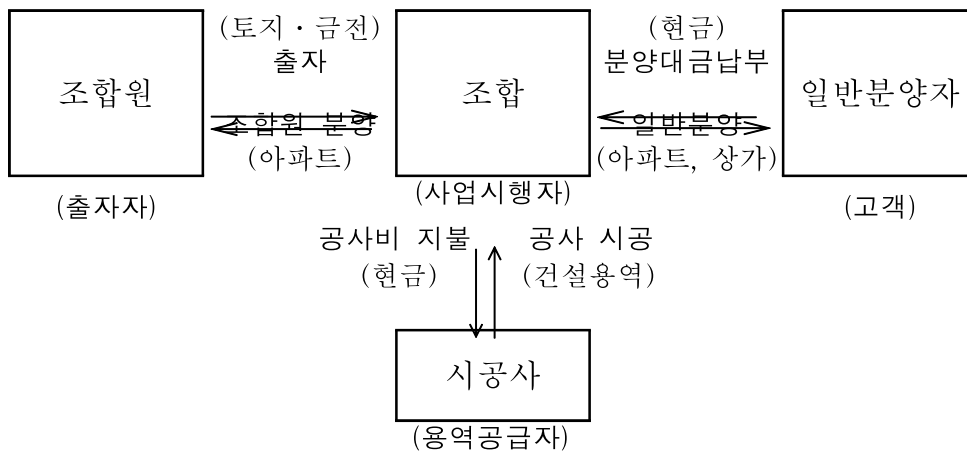 (토지·금전)
출자
조합원
조합원 분양
(아파트)
(출자자)
조합
(사업시행자)
(현금)
분양대금납부
일반분양
(아파트, 상가)
일반분양자
(고객)
공사비 지불
(현금)
공사 시공
(건설용역)
시공사
(용역공급자)